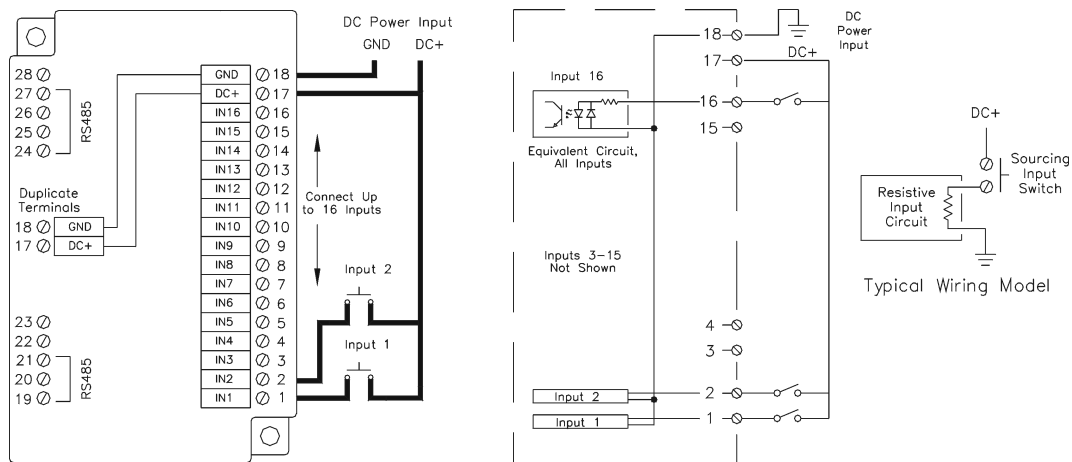 DC Power Input
GND DC+
28
27
26
25
24
RS485
Duplicate
Terminals
18 GND
17 DC+
23
22
21
20
19
RS485
GND 18
DC+ 17
IN16 16
IN15 15
IN14 14
IN13 13
IN12 12
IN11 11
IN10 10
IN9 9
IN8 8
IN7 7
IN6 6
IN5 5
IN4 4
IN3 3
IN2 2
IN1 1
Connect Up
to 16 Inputs
Input 2
Input 1
18
17
16
15
4
3
2
1
DC
Power
Input
DC+
Input 16
Equivalent Circuit,
All Inputs
Inputs 3-15
Not Shown
Input 2
Input 1
DC+
Sourcing
Input
Switch
Resistive
Input
Circuit
Typical Wiring Model